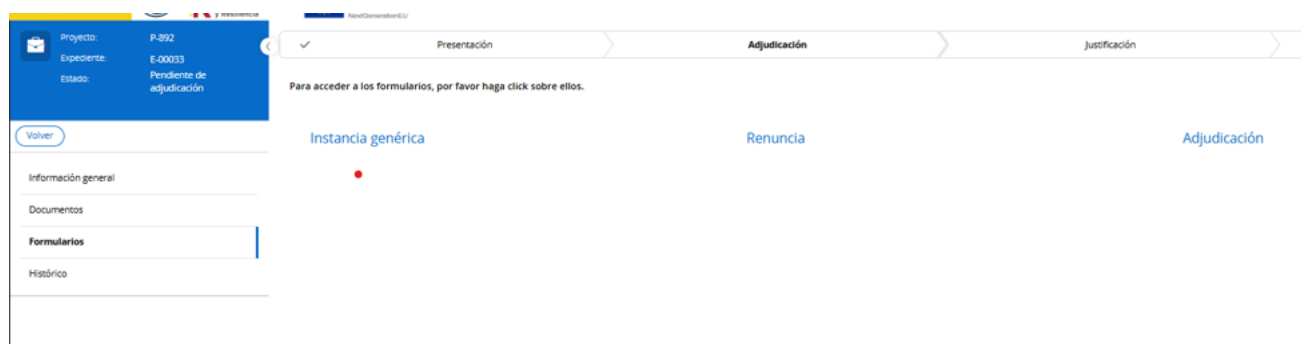 y Resiliencia
NextGenerationEU
Proyecto: P-892
Expediente: E-00033
Estado: Pendiente de
adjudicación
Volver
Información general
Documentos
Formularios
Histórico
Presentación
Adjudicación
Justificación
Para acceder a los formularios, por favor haga click sobre ellos.
Instancia genérica
Renuncia
Adjudicación